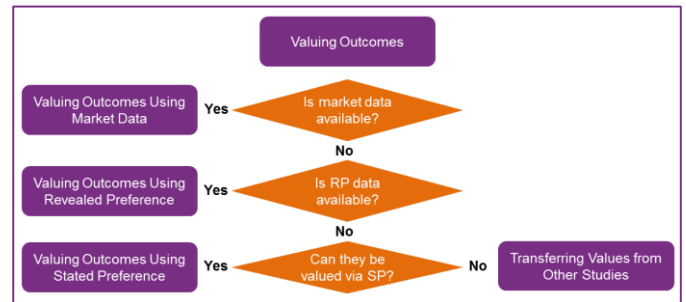 Valuing Outcomes
Valuing Outcomes Using
Market Data
Yes
Is market data
available?
No
Valuing Outcomes Using
Revealed Preference
Yes
Is RP data
available?
No
Valuing Outcomes Using
Stated Preference
Yes
Can they be
valued via SP?
No
Transferring Values from
Other Studies